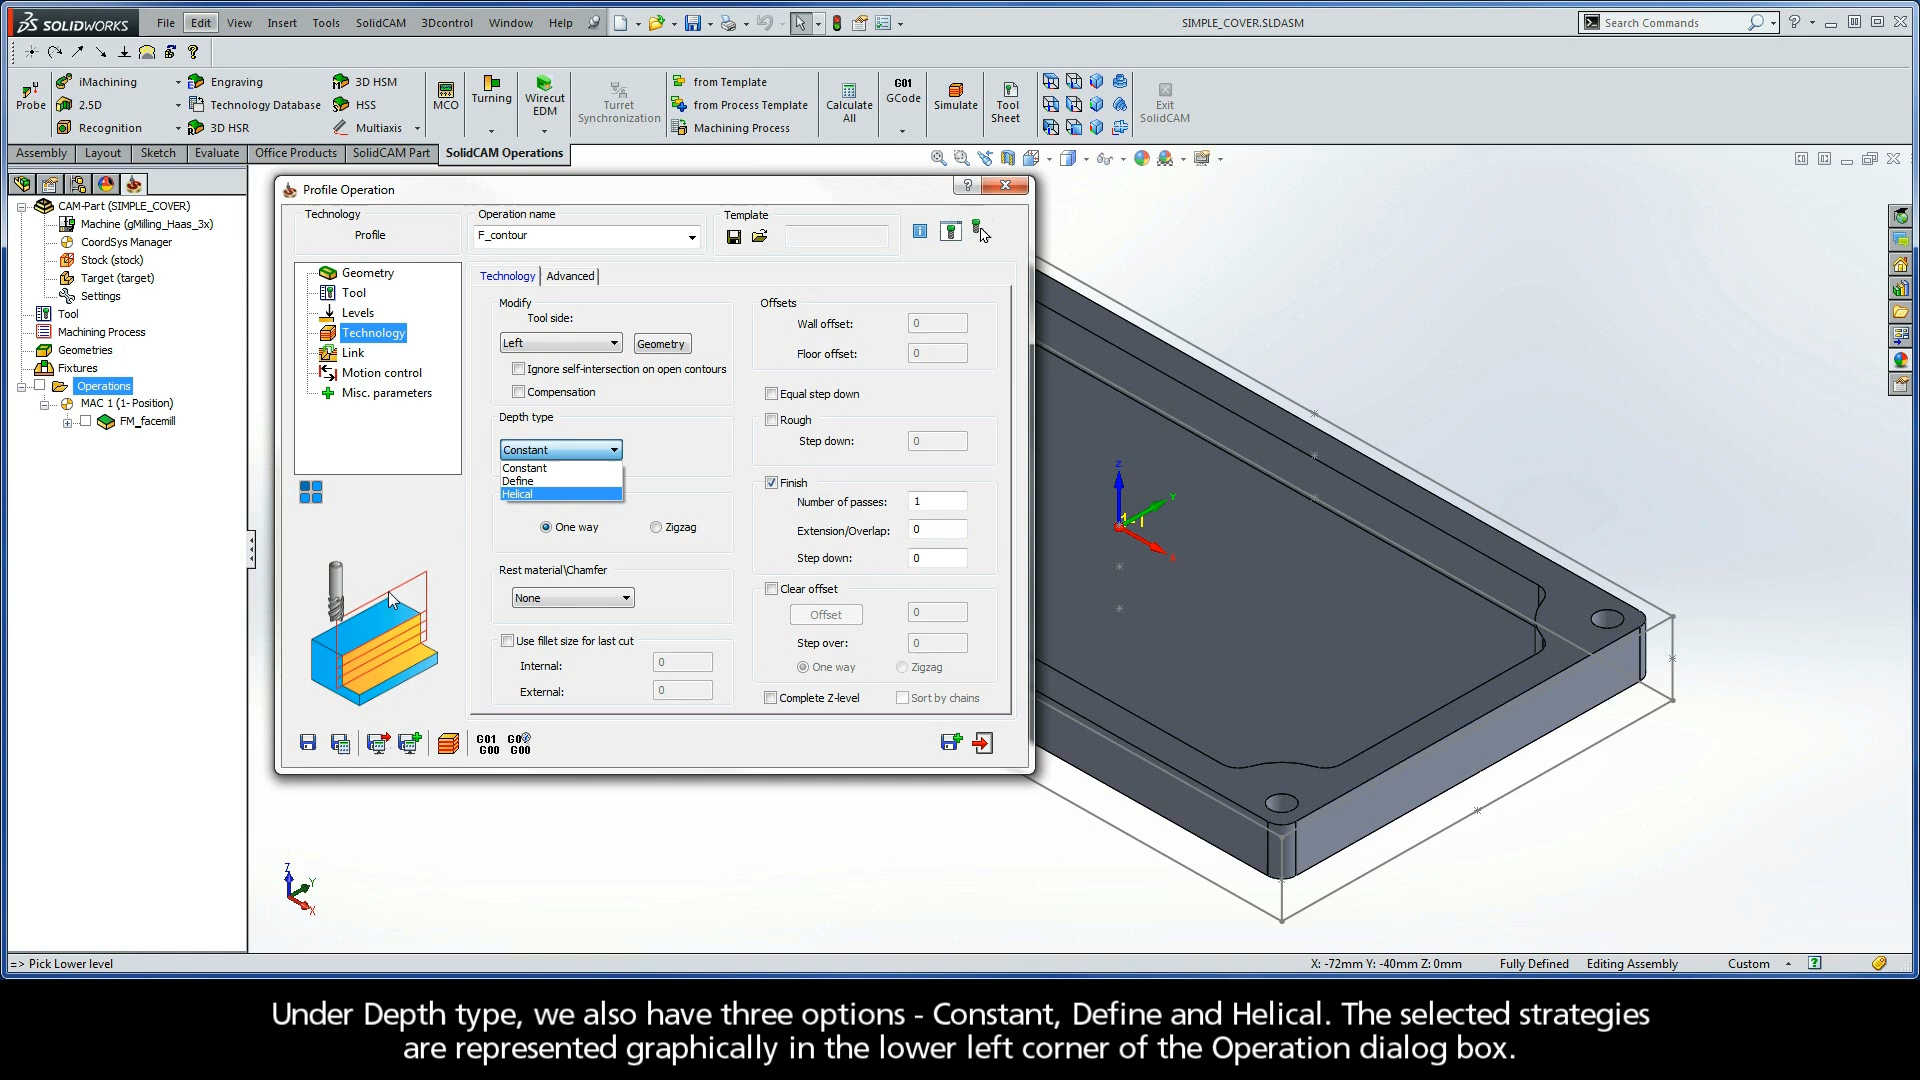 SOLIDWORKS File Edit View Insert Tools SolidCAM 3Dcontrol Window Help SIMPLE_COVER.SLDASM Search Commands
Probe iMachining 2.5D Recognition
Engraving Technology Database 3D HSR
3D HSM HSS Multiaxis
MCO Turning Wirecut EDM Turret Synchronization
from Template from Process Template Machining Process
Calculate All G01 GCode Simulate Tool Sheet Exit SolidCAM
Assembly Layout Sketch Evaluate Office Products SolidCAM Part SolidCAM Operations
CAM-Part (SIMPLE_COVER)
Machine (gMilling_Haas_3x)
CoordSys Manager
Stock (stock)
Target (target)
Settings
Tool
Machining Process
Geometries
Fixtures
Operations
MAC 1 (1- Position)
FM_facemill
Profile Operation
Technology
Profile
Operation name
F_contour
Template
Geometry
Tool
Levels
Technology
Link
Motion control
Misc. parameters
Technology Advanced
Modify
Tool side:
Left Geometry
Ignore self-intersection on open contours
Compensation
Depth type
Constant
Constant
Define
Helical
One way Zigzag
Rest material\Chamfer
None
Use fillet size for last cut
Internal: 0
External: 0
Offsets
Wall offset: 0
Floor offset: 0
Equal step down
Rough
Step down: 0
Finish
Number of passes: 1
Extension/Overlap: 0
Step down: 0
Clear offset
Offset 0
Step over: 0
One way Zigzag
Complete Z-level Sort by chains
G01 G00
G00
Z
Y
X
Z
Y
X
=> Pick Lower level X: -72mm Y: -40mm Z: 0mm Fully Defined Editing Assembly Custom
Under Depth type, we also have three options - Constant, Define and Helical. The selected strategies
are represented graphically in the lower left corner of the Operation dialog box.